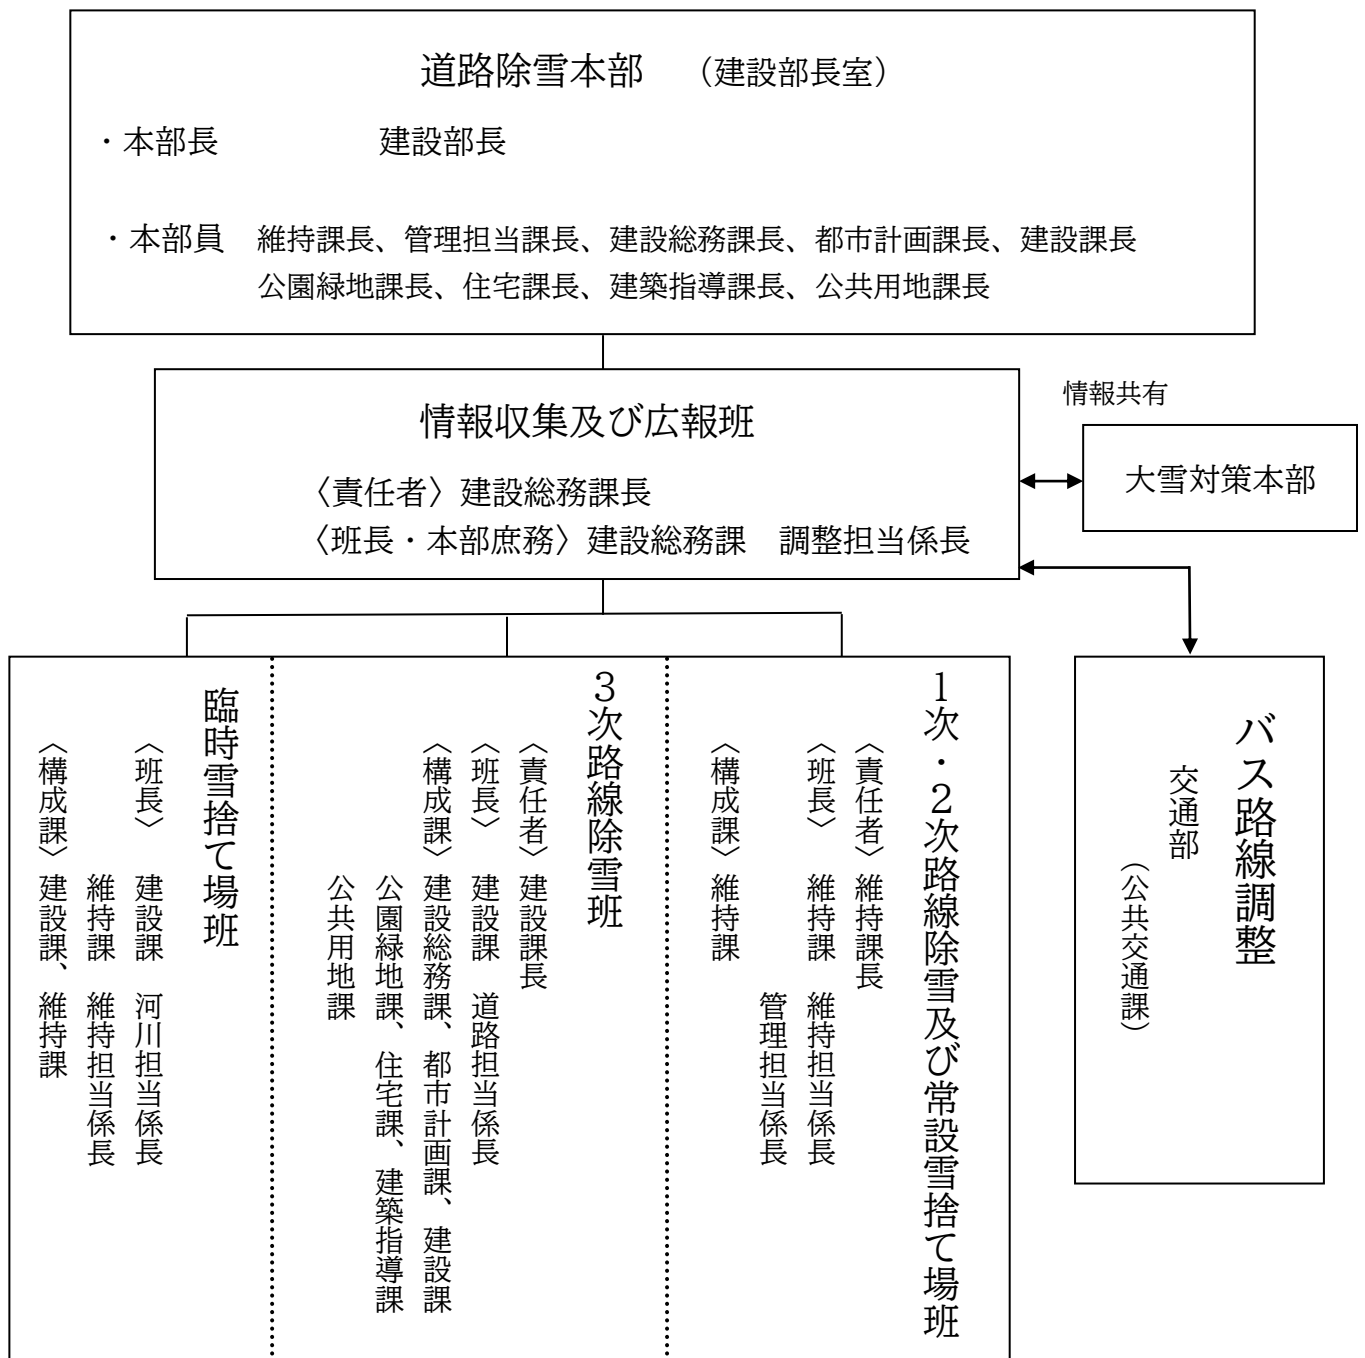 道路除雪本部　（建設部長室）
・本部長　建設部長
・本部員　維持課長、管理担当課長、建設総務課長、都市計画課長、建設課長
公園緑地課長、住宅課長、建築指導課長、公共用地課長
情報収集及び広報班
〈責任者〉建設総務課長
〈班長・本部庶務〉建設総務課　調整担当係長
情報共有
大雪対策本部
バス路線調整
交通部
（公共交通課）
1次・2次路線除雪及び常設雪捨て場班
〈責任者〉維持課長
〈班長〉維持課　維持担当係長
管理担当係長
〈構成課〉維持課
3次路線除雪班
〈責任者〉建設課長
〈班長〉建設課　道路担当係長
〈構成課〉建設総務課、都市計画課、建設課
公園緑地課、住宅課、建築指導課
公共用地課
臨時雪捨て場班
〈班長〉建設課　河川担当係長
維持課　維持担当係長
〈構成課〉建設課、維持課